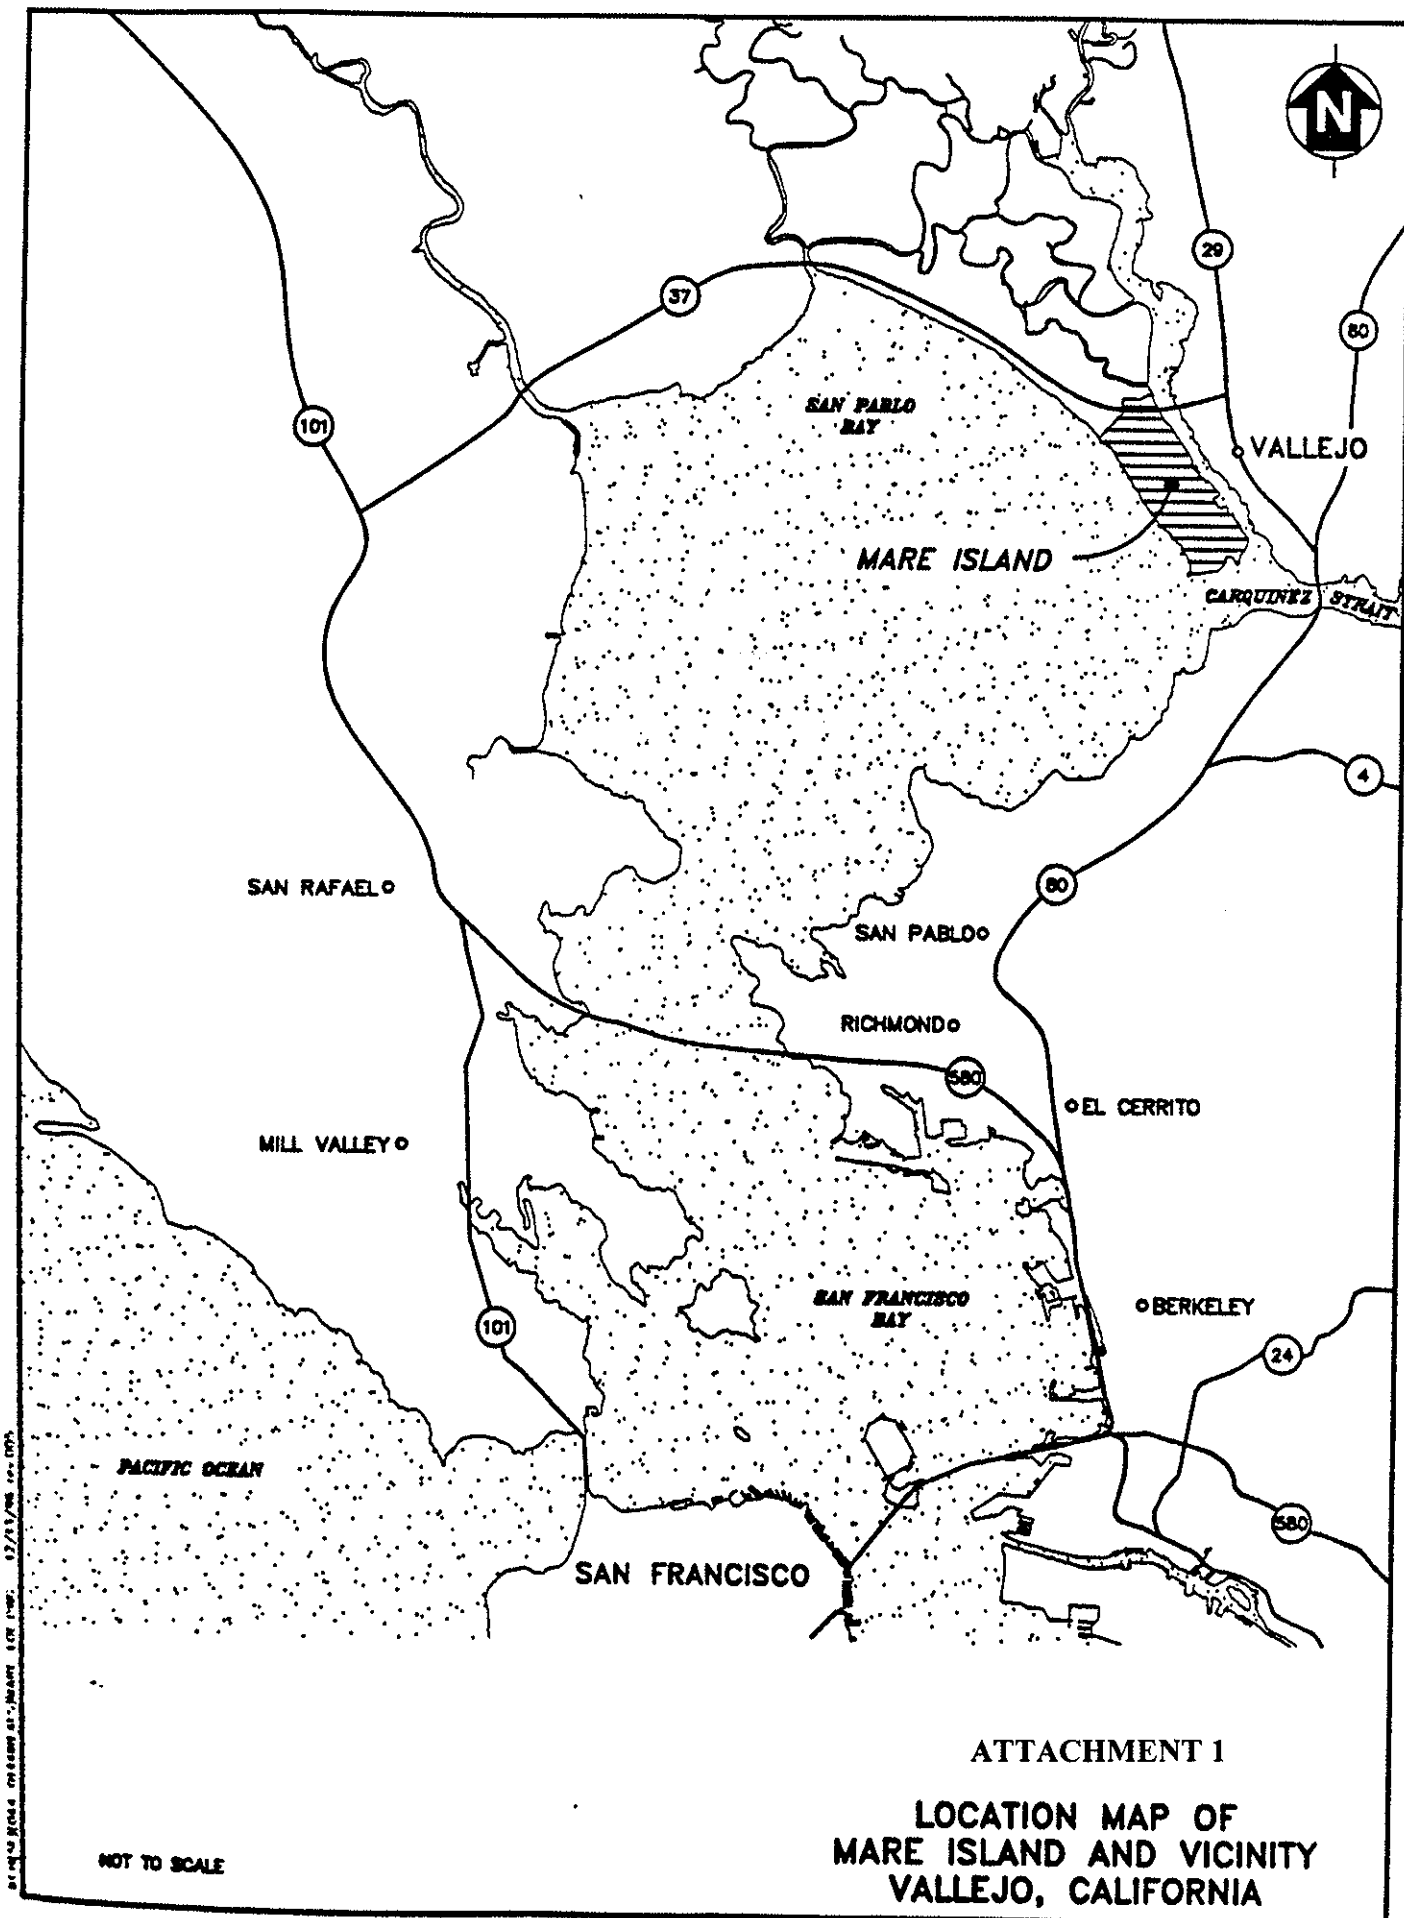 N
29
37
80
SAN PABLO
BAY
101
VALLEJO
MARE ISLAND
CARQUINEZ STRAIT
4
SAN RAFAEL
80
SAN PABLO
RICHMOND
580
EL CERRITO
MILL VALLEY
SAN FRANCISCO
BAY
BERKELEY
101
24
PACIFIC OCEAN
580
SAN FRANCISCO
ATTACHMENT 1
LOCATION MAP OF
MARE ISLAND AND VICINITY
VALLEJO, CALIFORNIA
NOT TO SCALE